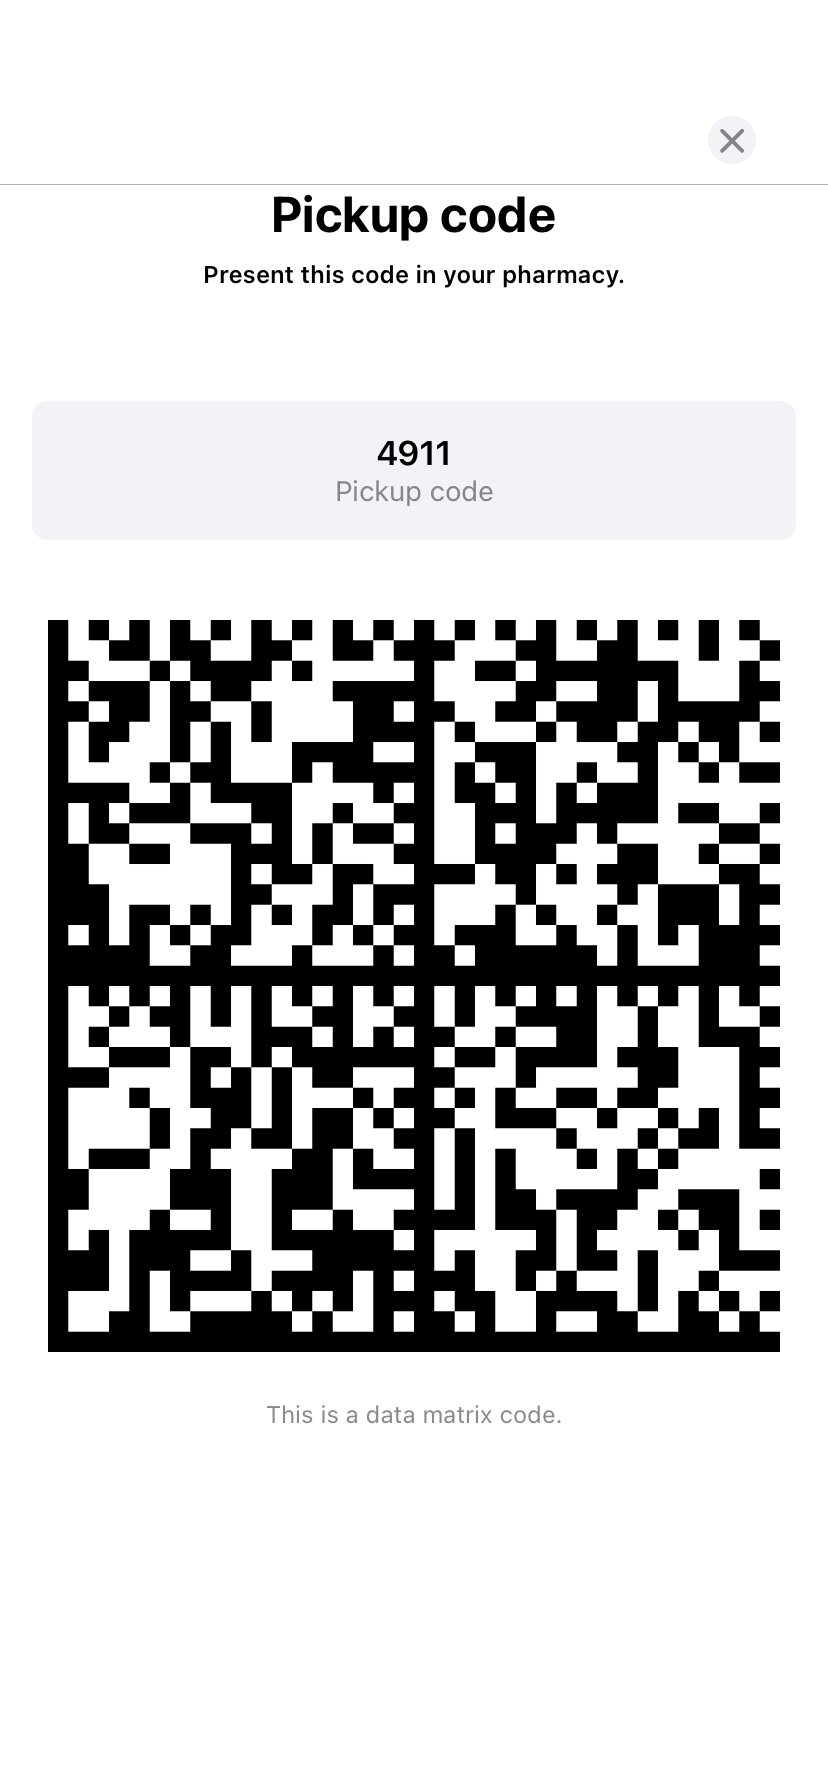 Pickup code
Present this code in your pharmacy.
4911
Pickup code
This is a data matrix code.